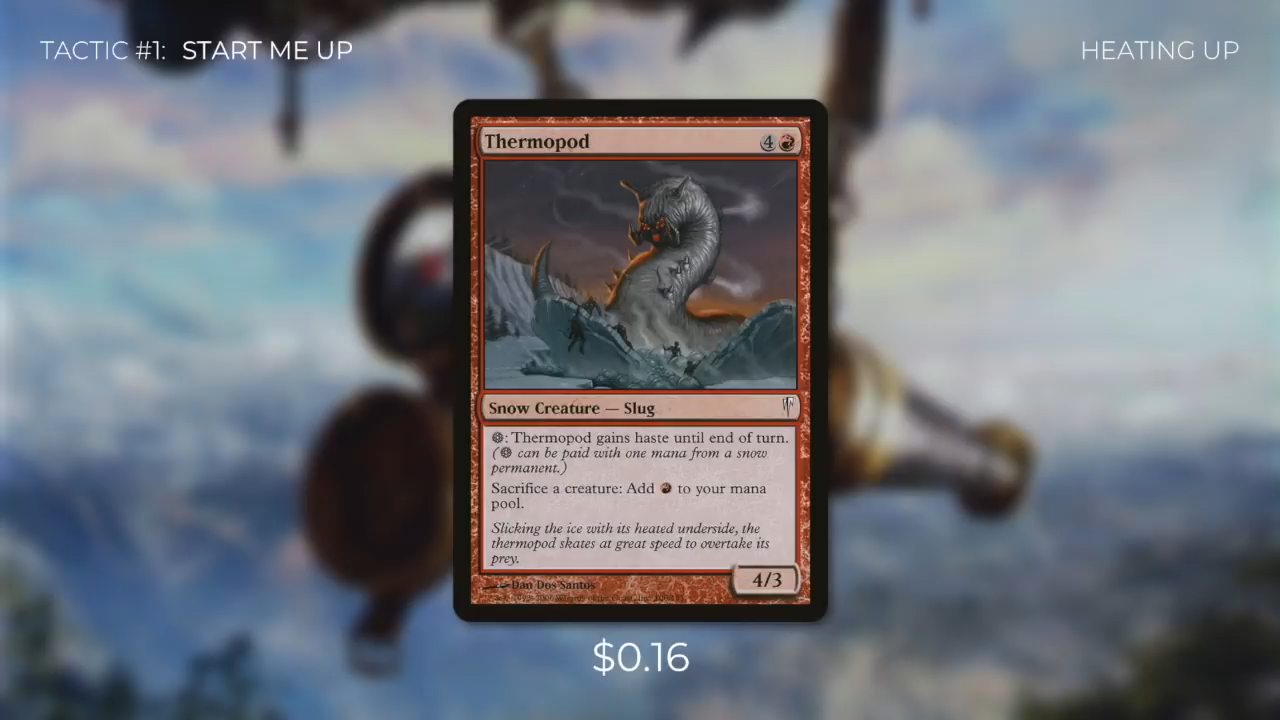 TACTIC #1: START ME UP
HEATING UP
Thermopod
4
Snow Creature — Slug
: Thermopod gains haste until end of turn.
( can be paid with one mana from a snow
permanent.)
Sacrifice a creature: Add to your mana
pool.
Slicking the ice with its heated underside, the
thermopod skates at great speed to overtake its
prey.
4/3
Dan Dos Santos
$0.16